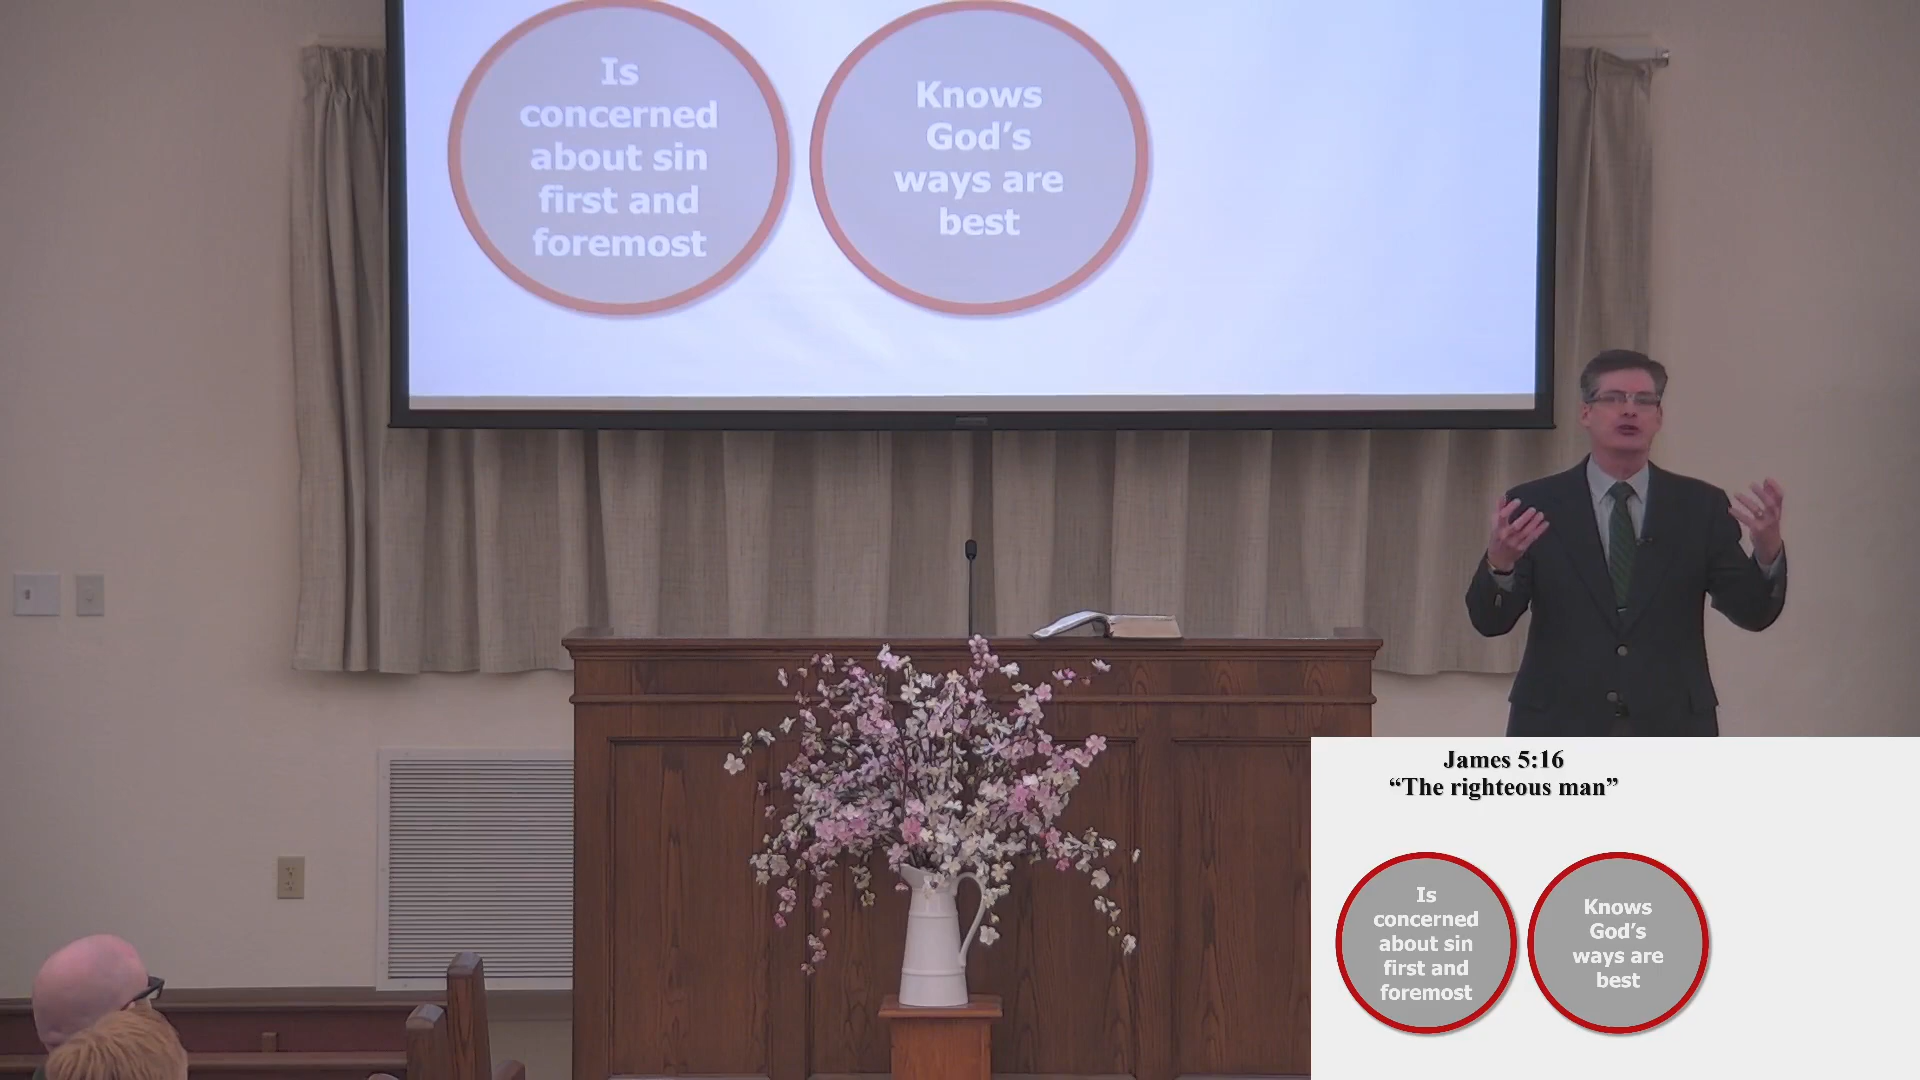 Is
concerned
about sin
first and
foremost
Knows
God’s
ways are
best
James 5:16
“The righteous man”
Is
concerned
about sin
first and
foremost
Knows
God’s
ways are
best